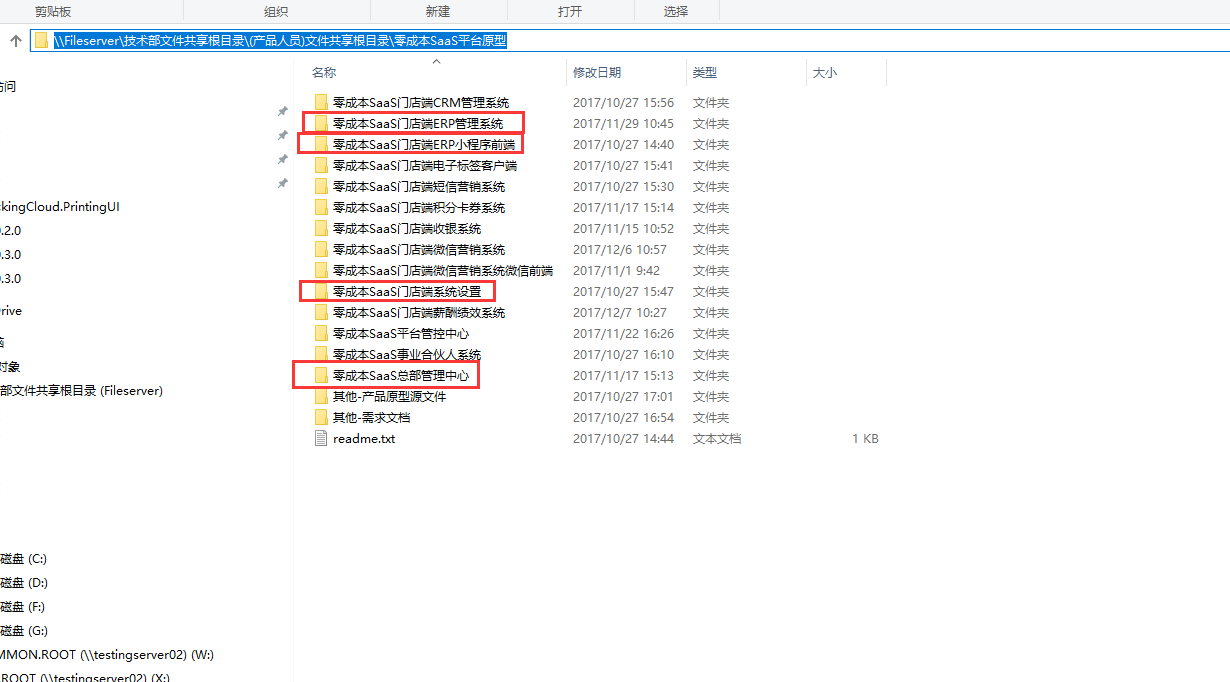 剪贴板 组织 新建 打开 选择
\\Fileserver\技术部文件共享根目录\(产品人员)文件共享根目录\零成本SaaS平台原型
名称 修改日期 类型 大小
零成本SaaS门店端CRM管理系统 2017/10/27 15:56 文件夹
零成本SaaS门店端ERP管理系统 2017/11/29 10:45 文件夹
零成本SaaS门店端ERP小程序前端 2017/10/27 14:40 文件夹
零成本SaaS门店端电子标签客户端 2017/10/27 15:41 文件夹
零成本SaaS门店端短信营销系统 2017/10/27 15:30 文件夹
零成本SaaS门店端积分卡券系统 2017/11/17 15:14 文件夹
零成本SaaS门店端收银系统 2017/11/15 10:52 文件夹
零成本SaaS门店端微信营销系统 2017/12/6 10:57 文件夹
零成本SaaS门店端微信营销系统微信前端 2017/11/1 9:42 文件夹
零成本SaaS门店端系统设置 2017/10/27 15:47 文件夹
零成本SaaS门店端薪酬绩效系统 2017/12/7 10:27 文件夹
零成本SaaS平台管控中心 2017/11/22 16:26 文件夹
零成本SaaS事业合伙人系统 2017/10/27 16:10 文件夹
零成本SaaS总部管理中心 2017/11/17 15:13 文件夹
其他-产品原型源文件 2017/10/27 17:01 文件夹
其他-需求文档 2017/10/27 16:54 文件夹
readme.txt 2017/10/27 14:44 文本文档 1 KB
问
kingCloud.PrintingUI
.2.0
.3.0
.3.0
rive
对象
部文件共享根目录 (Fileserver)
磁盘 (C:)
磁盘 (D:)
磁盘 (F:)
磁盘 (G:)
MMON.ROOT (\\testingserver02) (W:)
.ROOT (\\testingserver02) (X:)